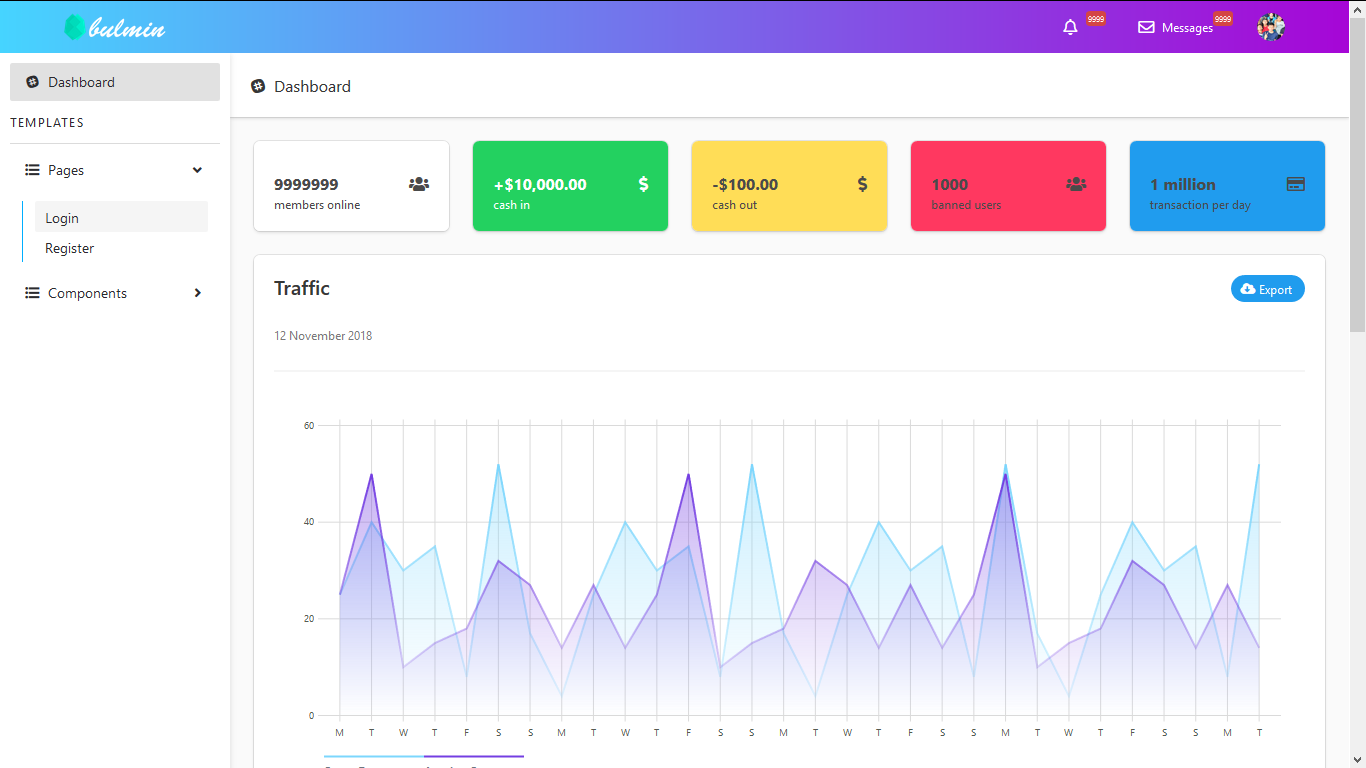 bulmin
9999
Messages
9999
Dashboard
TEMPLATES
Pages
Login
Register
Components
Dashboard
9999999
members online
+$10,000.00
cash in
-$100.00
cash out
1000
banned users
1 million
transaction per day
Traffic
Export
12 November 2018
60
40
20
0
M T W T F S S M T W T F S S M T W T F S S M T W T F S S M T